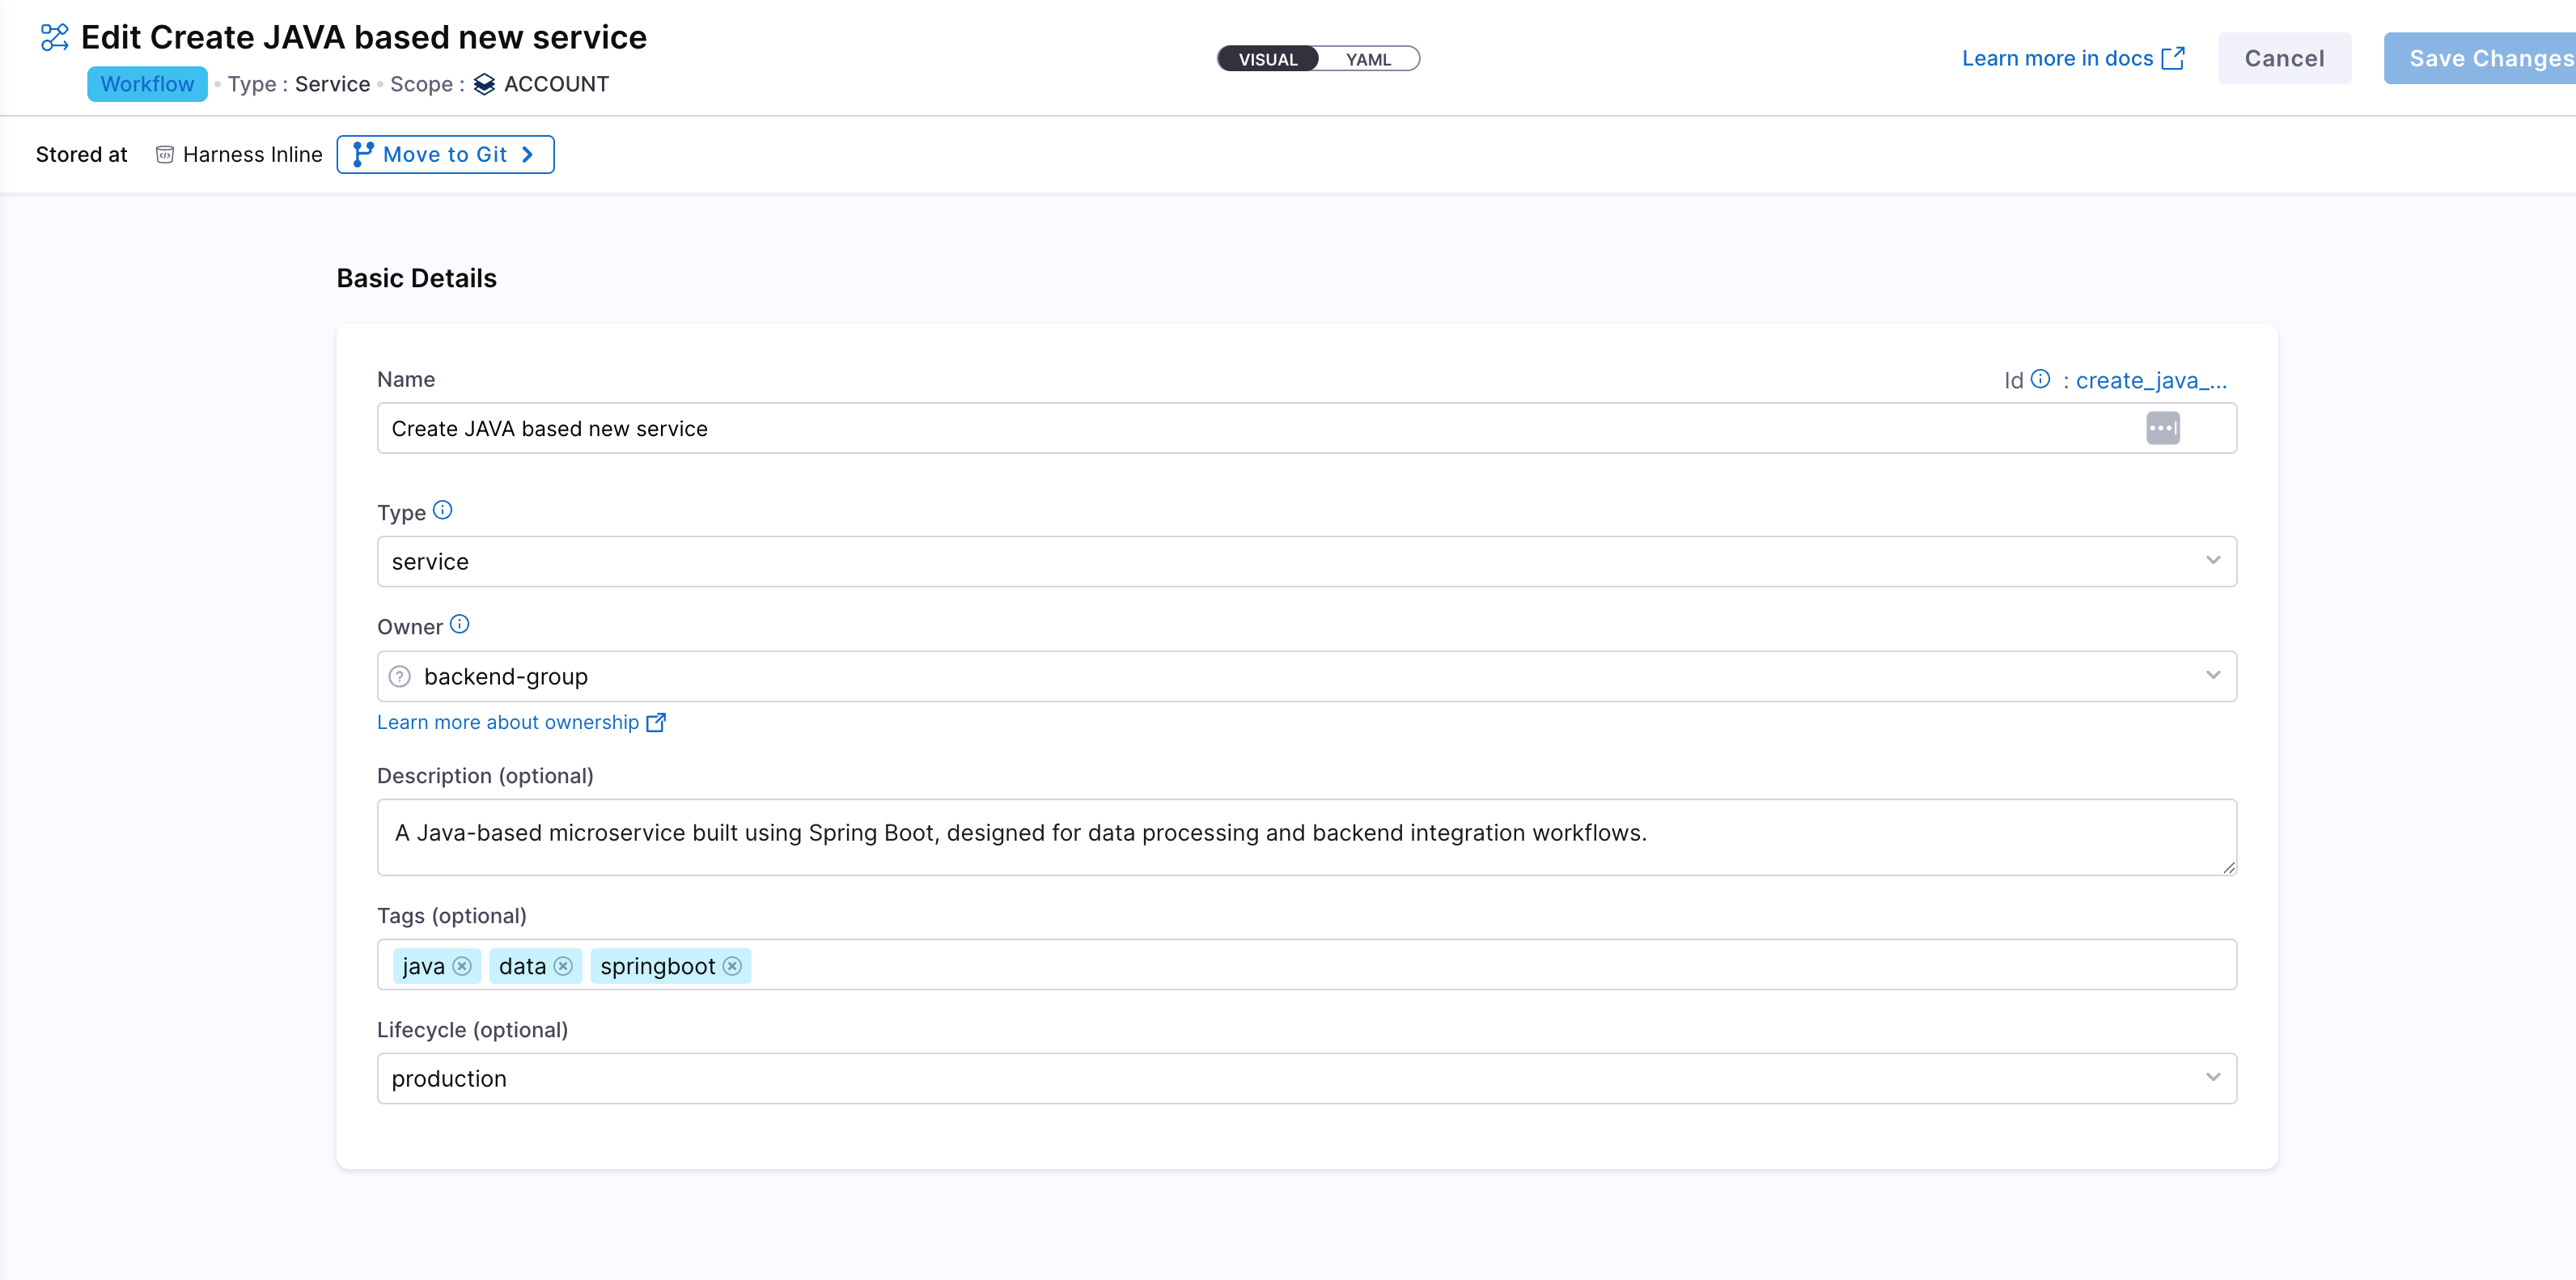 Edit Create JAVA based new service
VISUAL YAML
Learn more in docs
Cancel
Save Changes
Workflow • Type : Service • Scope : ACCOUNT
Stored at Harness Inline Move to Git
Basic Details
Name
Id : create_java_...
Create JAVA based new service
Type
service
Owner
backend-group
Learn more about ownership
Description (optional)
A Java-based microservice built using Spring Boot, designed for data processing and backend integration workflows.
Tags (optional)
java data springboot
Lifecycle (optional)
production